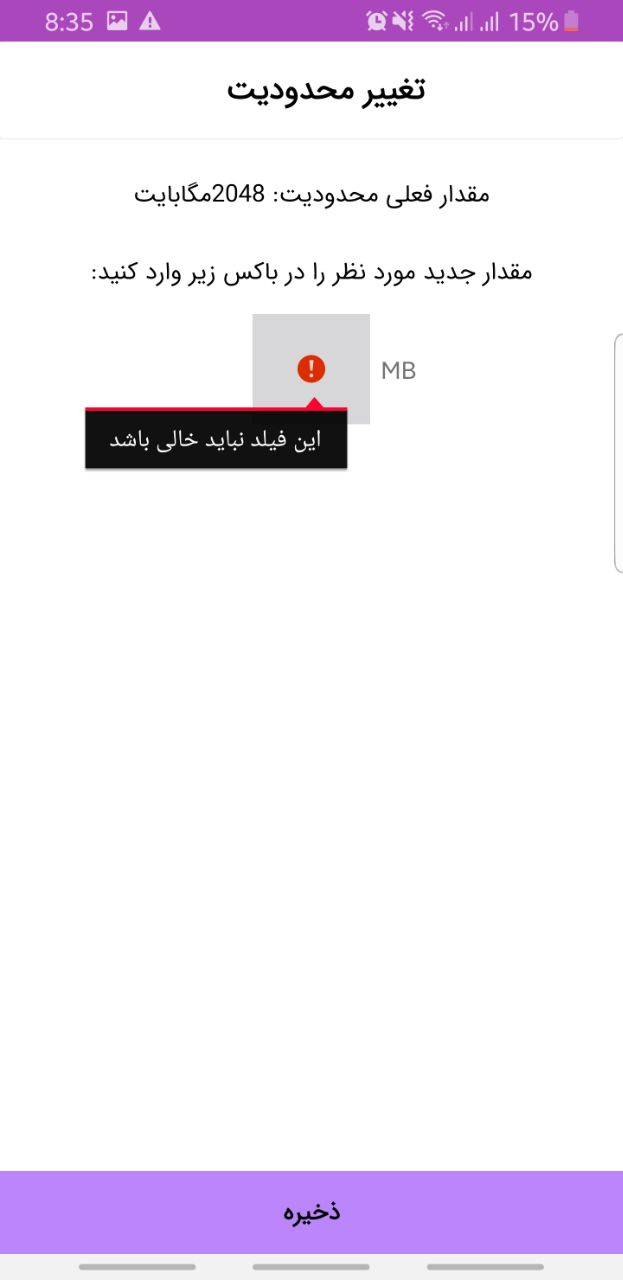 8:35 15%
تغییر محدودیت
مقدار فعلی محدودیت: 2048مگابایت
مقدار جدید مورد نظر را در باکس زیر وارد کنید:
MB
این فیلد نباید خالی باشد
ذخیره